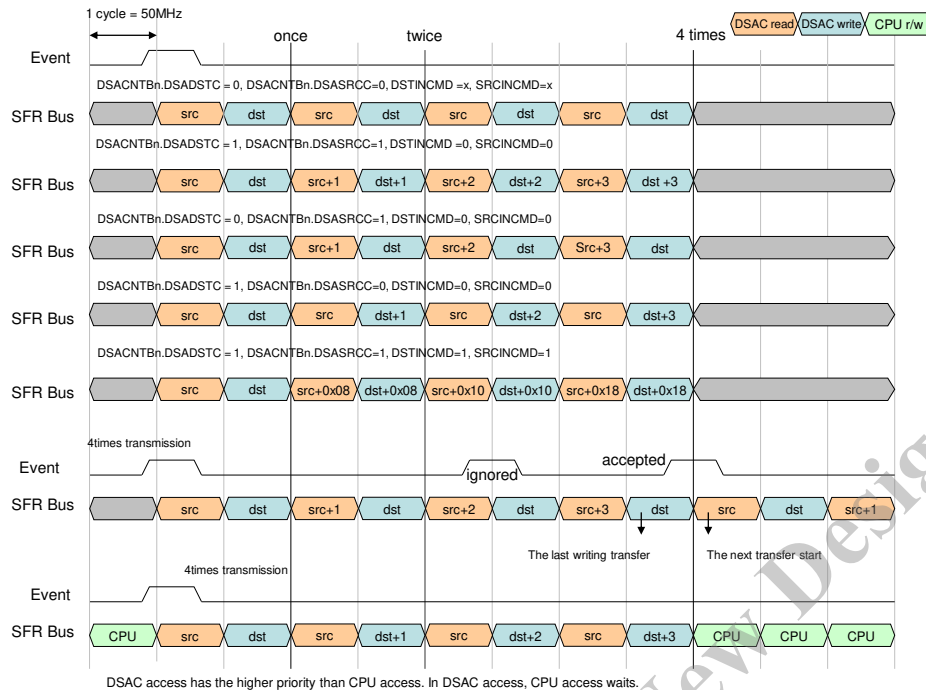 1 cycle = 50MHz
once twice 4 times DSAC read DSAC write CPU r/w
Event
DSACNTBn.DSADSTC = 0, DSACNTBn.DSASRCC=0, DSTINCMD =x, SRCINCMD=x
SFR Bus src dst src dst src dst src dst
DSACNTBn.DSADSTC = 1, DSACNTBn.DSASRCC=1, DSTINCMD =0, SRCINCMD=0
SFR Bus src dst src+1 dst+1 src+2 dst+2 src+3 dst +3
DSACNTBn.DSADSTC = 0, DSACNTBn.DSASRCC=1, DSTINCMD=0, SRCINCMD=0
SFR Bus src dst src+1 dst src+2 dst Src+3 dst
DSACNTBn.DSADSTC = 1, DSACNTBn.DSASRCC=0, DSTINCMD=0, SRCINCMD=0
SFR Bus src dst src dst+1 src dst+2 src dst+3
DSACNTBn.DSADSTC = 1, DSACNTBn.DSASRCC=1, DSTINCMD=1, SRCINCMD=1
SFR Bus src dst src+0x08 dst+0x08 src+0x10 dst+0x10 src+0x18 dst+0x18
4times transmission
Event ignored accepted
SFR Bus src dst src+1 dst src+2 dst src+3 dst src dst src+1
The last writing transfer The next transfer start
4times transmission
Event
SFR Bus CPU src dst src dst+1 src dst+2 src dst+3 CPU CPU CPU
DSAC access has the higher priority than CPU access. In DSAC access, CPU access waits.
New Design